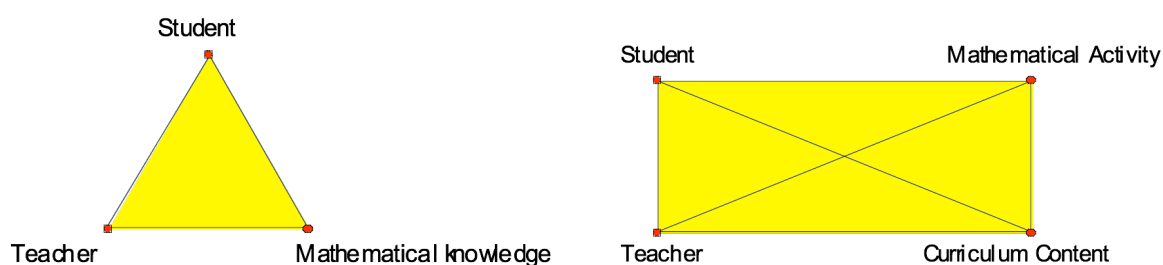 Student
Teacher
Mathematical knowledge
Student
Mathematical Activity
Teacher
Curriculum Content